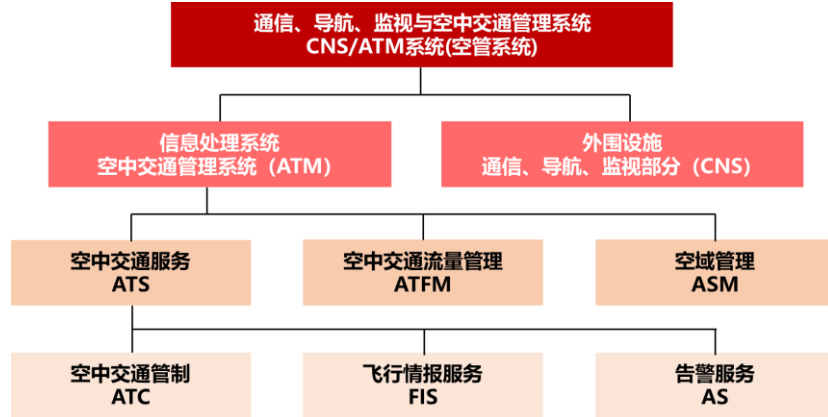 通信、导航、监视与空中交通管理系统
CNS/ATM系统(空管系统)
信息处理系统
空中交通管理系统（ATM）
外围设施
通信、导航、监视部分（CNS）
空中交通服务
ATS
空中交通流量管理
ATFM
空域管理
ASM
空中交通管制
ATC
飞行情报服务
FIS
告警服务
AS